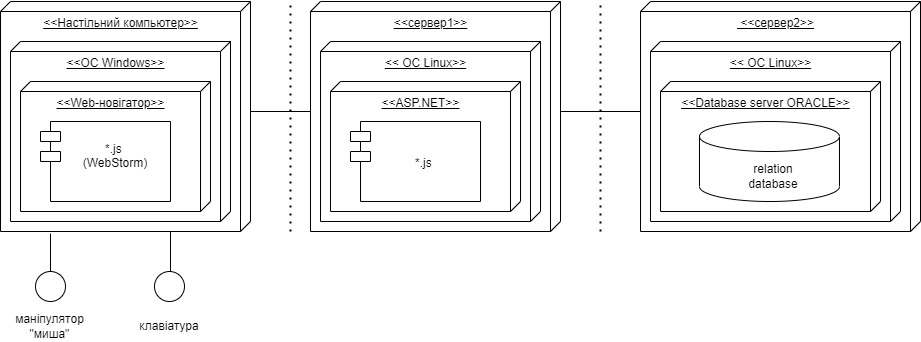 <<Настільний компьютер>>
<<ОС Windows>>
<<Web-новігатор>>
*.js
(WebStorm)
маніпулятор
"миша"
клавіатура
<<сервер1>>
<< ОС Linux>>
<<ASP.NET>>
*.js
<<сервер2>>
<< ОС Linux>>
<<Database server ORACLE>>
relation
database